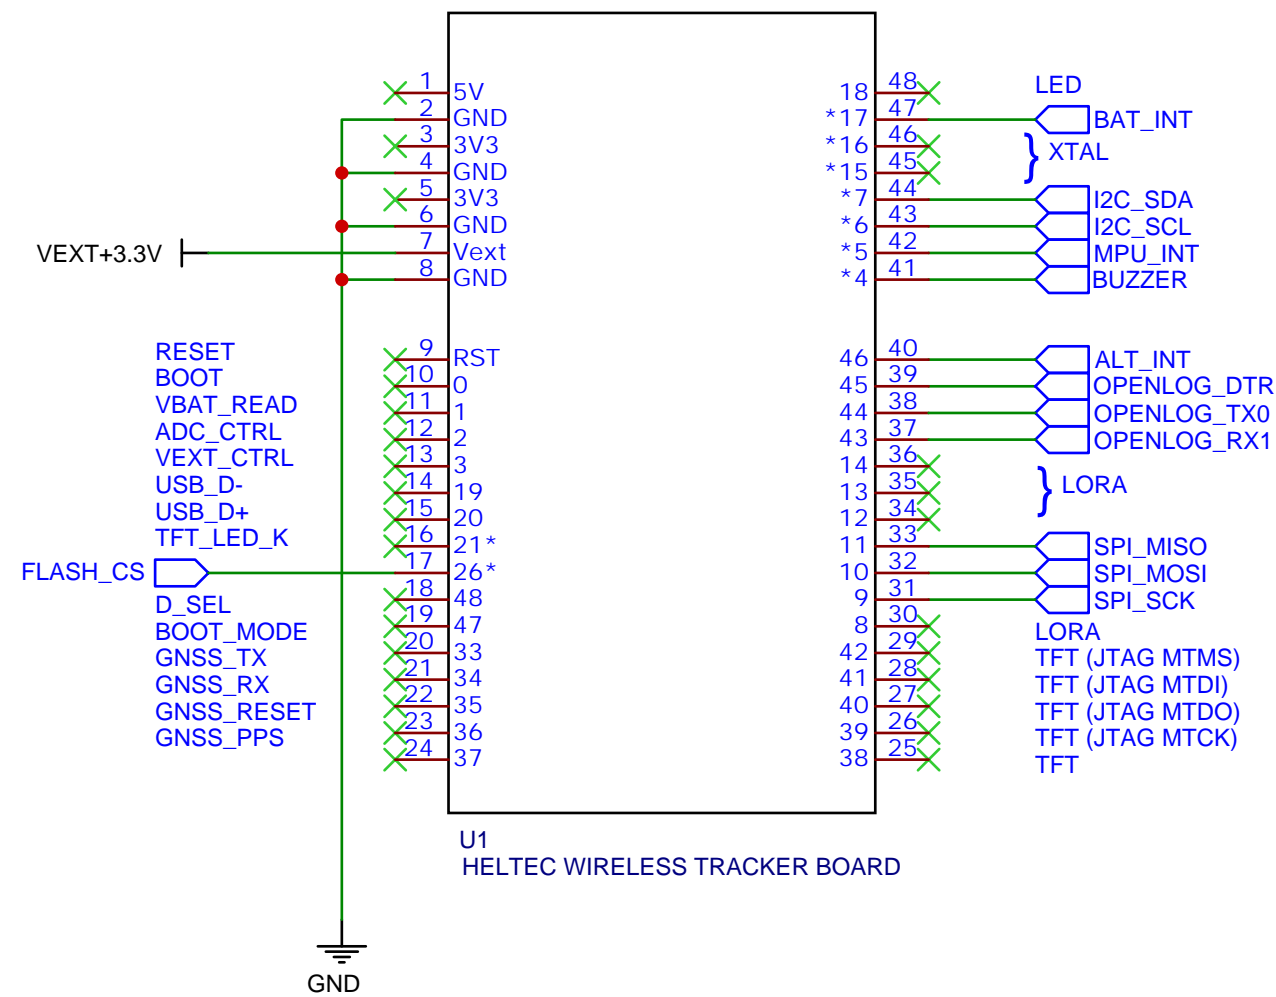 1 5V 18 48 LED
2 GND *17 47 BAT_INT
3 3V3 *16 46 XTAL
4 GND *15 45
5 3V3 *7 44 I2C_SDA
6 GND *6 43 I2C_SCL
VEXT+3.3V 7 Vext *5 42 MPU_INT
8 GND *4 41 BUZZER
RESET 9 RST 46 40 ALT_INT
BOOT 10 0 45 39 OPENLOG_DTR
VBAT_READ 11 1 44 38 OPENLOG_TX0
ADC_CTRL 12 2 43 37 OPENLOG_RX1
VEXT_CTRL 13 3 14 36
USB_D- 14 19 13 35 LORA
USB_D+ 15 20 12 34
TFT_LED_K 16 21* 11 33 SPI_MISO
FLASH_CS 17 26* 10 32 SPI_MOSI
D_SEL 18 48 9 31 SPI_SCK
BOOT_MODE 19 47 8 30 LORA
GNSS_TX 20 33 42 29 TFT (JTAG MTMS)
GNSS_RX 21 34 41 28 TFT (JTAG MTDI)
GNSS_RESET 22 35 40 27 TFT (JTAG MTDO)
GNSS_PPS 23 36 39 26 TFT (JTAG MTCK)
24 37 38 25 TFT
U1
HELTEC WIRELESS TRACKER BOARD
GND